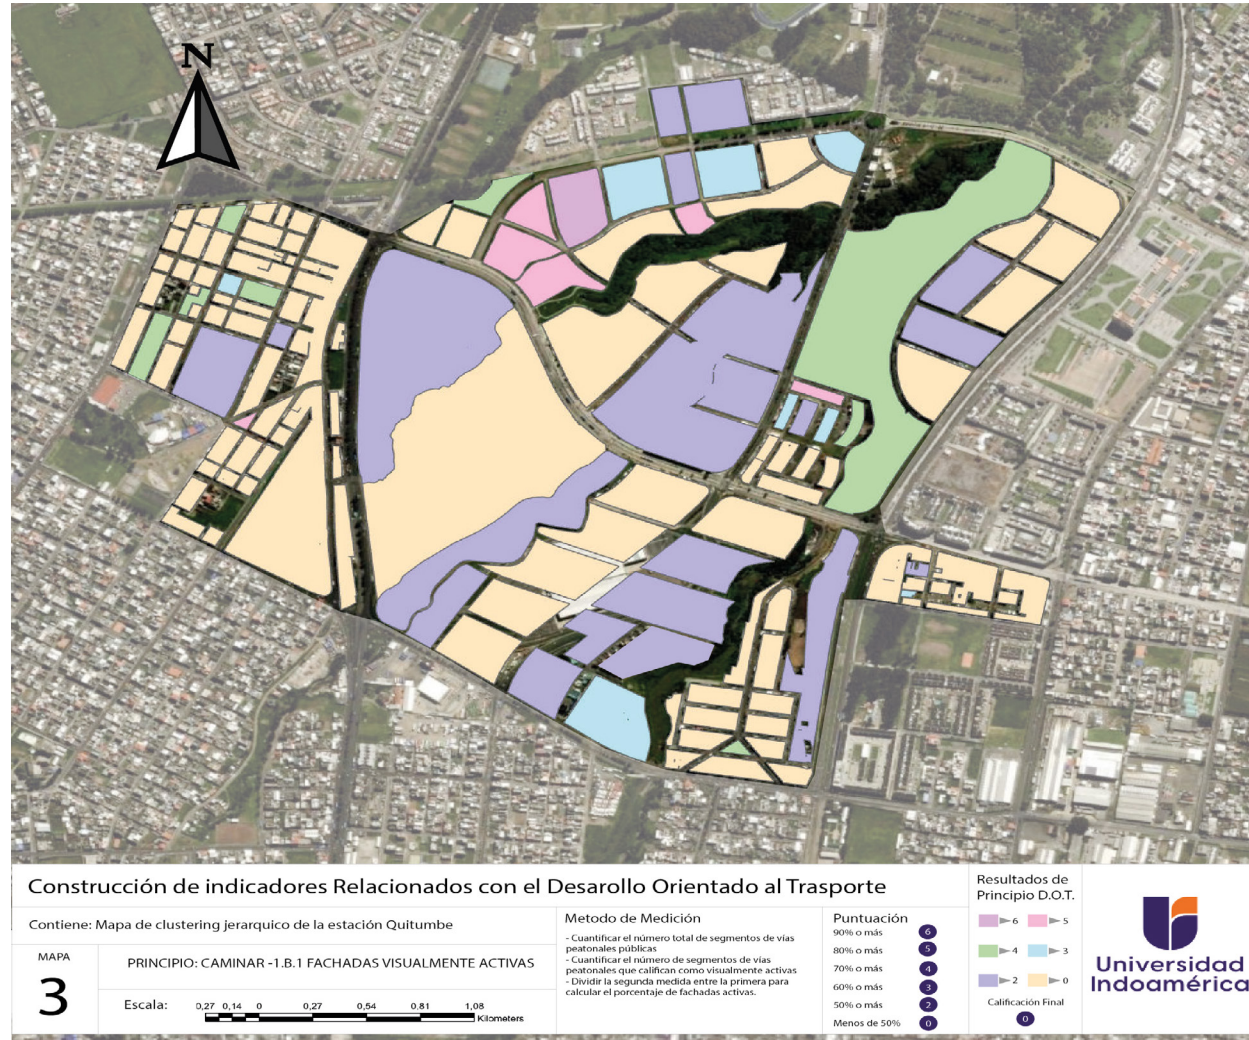 N
Construcción de indicadores Relacionados con el Desarollo Orientado al Trasporte
Contiene: Mapa de clustering jerarquico de la estación Quitumbe
MAPA
3
PRINCIPIO: CAMINAR -1.B.1 FACHADAS VISUALMENTE ACTIVAS
Escala:
0,27 0,14 0 0,27 0,54 0,81 1,08
Kilometers
Metodo de Medición
- Cuantificar el número total de segmentos de vías
peatonales públicas
- Cuantificar el número de segmentos de vías
peatonales que califican como visualmente activas
- Dividir la segunda medida entre la primera para
calcular el porcentaje de fachadas activas.
Puntuación
90% o más 6
80% o más 5
70% o más 4
60% o más 3
50% o más 2
Menos de 50% 0
Resultados de
Principio D.O.T.
6 5
4 3
2 0
Calificación Final
0
Universidad
Indoamérica